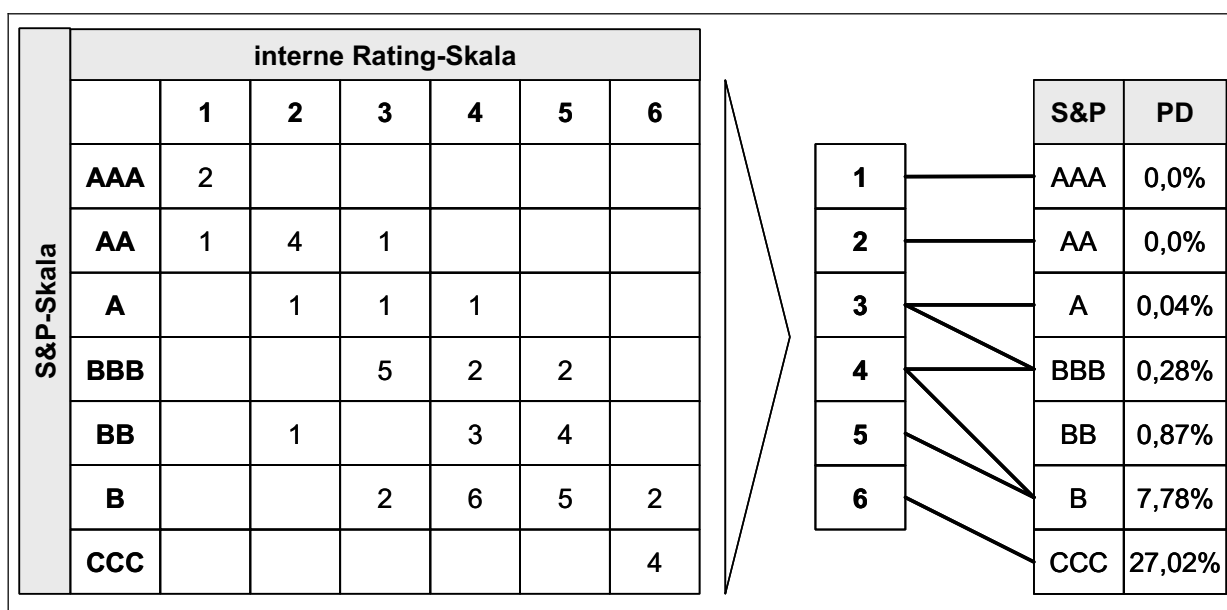 interne Rating-Skala
S&P-Skala
1 2 3 4 5 6
AAA 2
AA 1 4 1
A 1 1 1
BBB 5 2 2
BB 1 3 4
B 2 6 5 2
CCC 4
1
2
3
4
5
6
S&P PD
AAA 0,0%
AA 0,0%
A 0,04%
BBB 0,28%
BB 0,87%
B 7,78%
CCC 27,02%